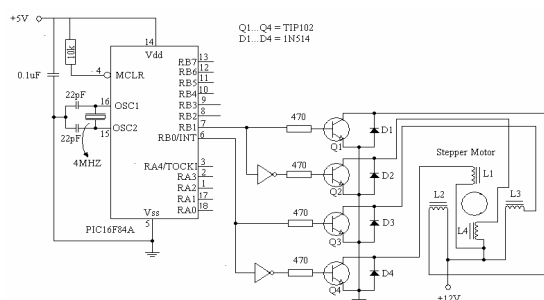 +5V
Q1...Q4 = TIP102
D1...D4 = 1N514
10k
14
Vdd
RB7 13
RB6 12
RB5 11
RB4 10
RB3 9
RB2 8
RB1 7
RB0/INT 6
4 MCLR
0.1uF
22pF
16 OSC1
15 OSC2
22pF
4MHZ
RA4/TOCKI 3
RA3 2
RA2 1
RA1 17
RA0 18
Vss
5
PIC16F84A
470
Q1
D1
470
Q2
D2
470
Q3
D3
470
Q4
D4
Stepper Motor
L1
L2
L3
L4
+12V